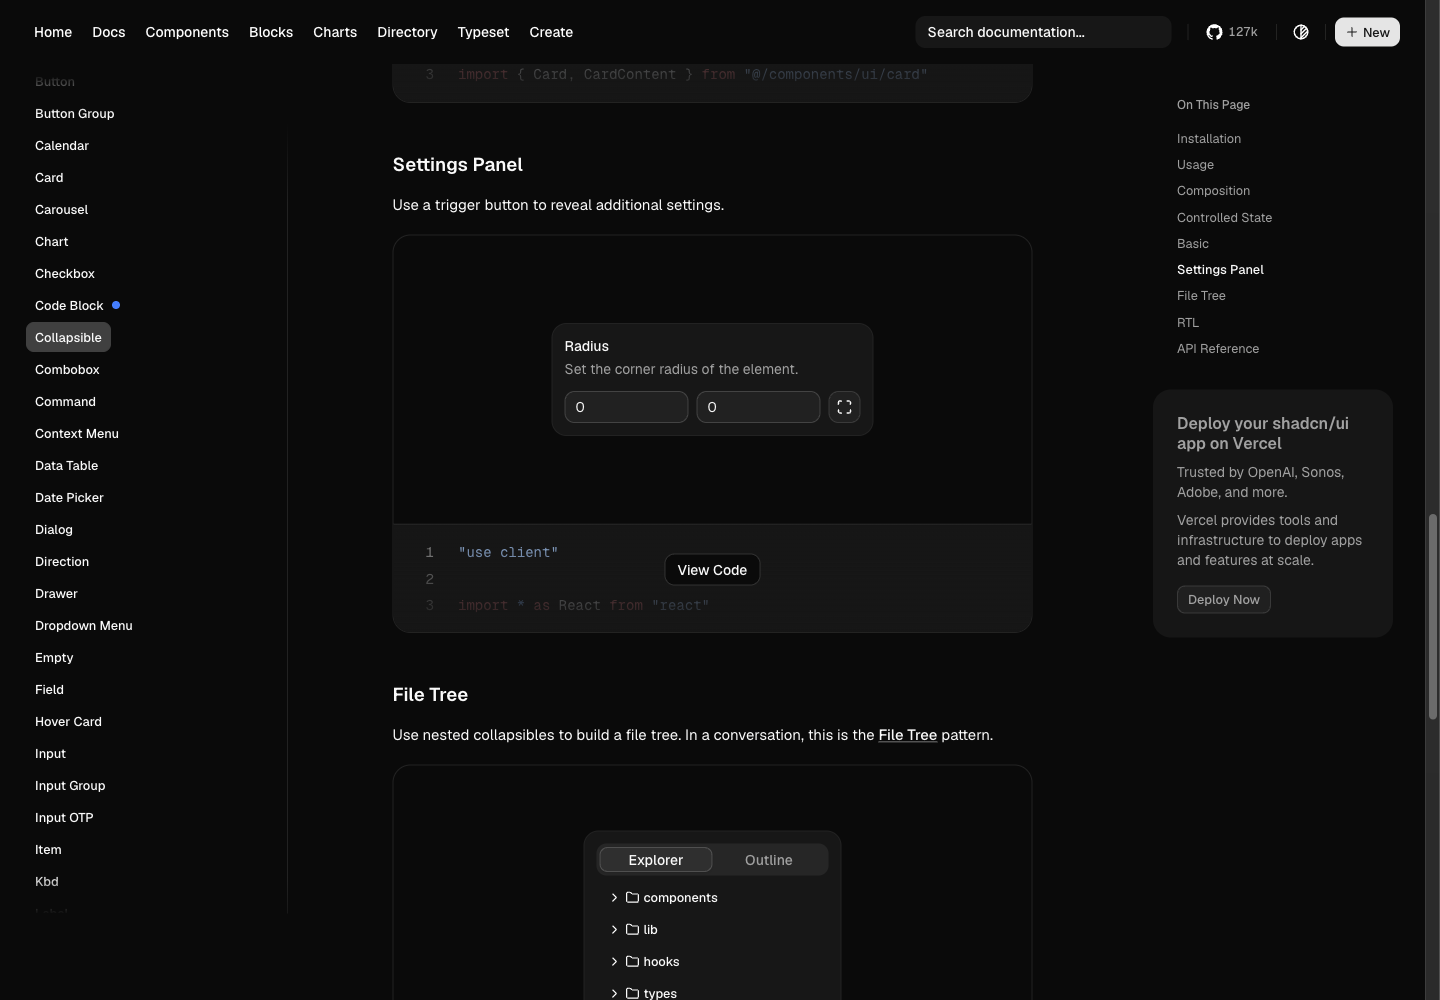 Home Docs Components Blocks Charts Directory Typeset Create
Search documentation...
127k
New
Button
Button Group
Calendar
Card
Carousel
Chart
Checkbox
Code Block
Collapsible
Combobox
Command
Context Menu
Data Table
Date Picker
Dialog
Direction
Drawer
Dropdown Menu
Empty
Field
Hover Card
Input
Input Group
Input OTP
Item
Kbd
Label
3 import { Card, CardContent } from "@/components/ui/card"
Settings Panel
Use a trigger button to reveal additional settings.
Radius
Set the corner radius of the element.
0 0
1 "use client"
2
3 import * as React from "react"
View Code
File Tree
Use nested collapsibles to build a file tree. In a conversation, this is the File Tree pattern.
Explorer Outline
components
lib
hooks
types
On This Page
Installation
Usage
Composition
Controlled State
Basic
Settings Panel
File Tree
RTL
API Reference
Deploy your shadcn/ui
app on Vercel
Trusted by OpenAI, Sonos,
Adobe, and more.
Vercel provides tools and
infrastructure to deploy apps
and features at scale.
Deploy Now